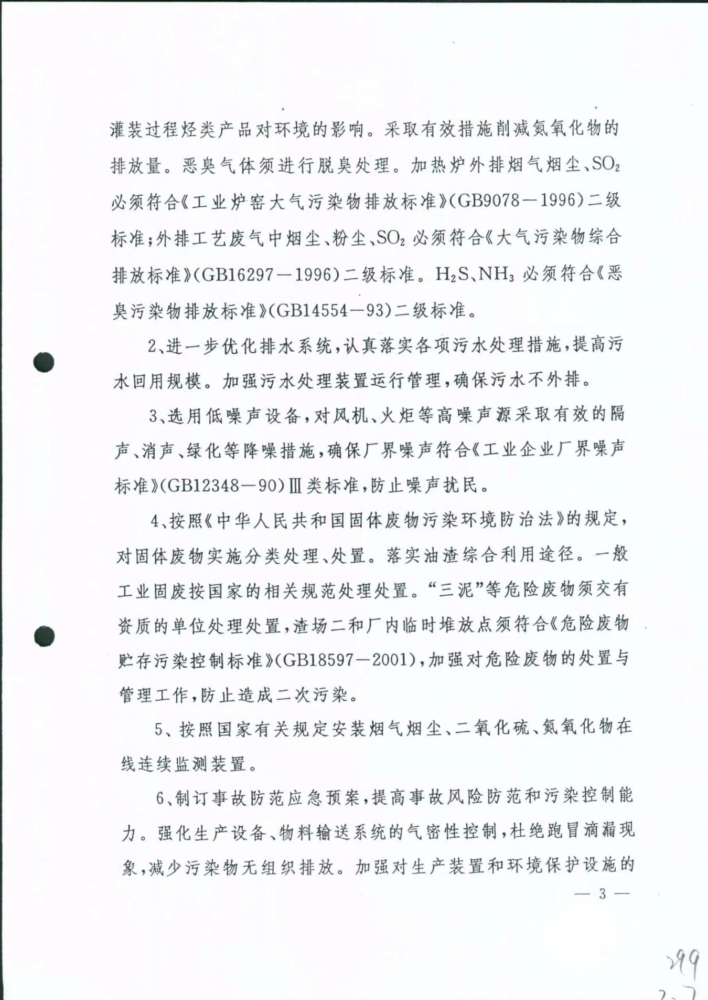 灌装过程烃类产品对环境的影响。采取有效措施削减氮氧化物的
排放量。恶臭气体须进行脱臭处理。加热炉外排烟气烟尘、SO₂
必须符合《工业炉窑大气污染物排放标准》(GB9078－1996)二级
标准;外排工艺废气中烟尘、粉尘、SO₂ 必须符合《大气污染物综合
排放标准》(GB16297－1996)二级标准。H₂S、NH₃ 必须符合《恶
臭污染物排放标准》(GB14554－93)二级标准。
2、进一步优化排水系统,认真落实各项污水处理措施,提高污
水回用规模。加强污水处理装置运行管理,确保污水不外排。
3、选用低噪声设备,对风机、火炬等高噪声源采取有效的隔
声、消声、绿化等降噪措施,确保厂界噪声符合《工业企业厂界噪声
标准》(GB12348－90)Ⅲ类标准,防止噪声扰民。
4、按照《中华人民共和国固体废物污染环境防治法》的规定,
对固体废物实施分类处理、处置。落实油渣综合利用途径。一般
工业固废按国家的相关规范处理处置。“三泥”等危险废物须交有
资质的单位处理处置,渣场二和厂内临时堆放点须符合《危险废物
贮存污染控制标准》(GB18597－2001),加强对危险废物的处置与
管理工作,防止造成二次污染。
5、按照国家有关规定安装烟气烟尘、二氧化硫、氮氧化物在
线连续监测装置。
6、制订事故防范应急预案,提高事故风险防范和污染控制能
力。强化生产设备、物料输送系统的气密性控制,杜绝跑冒滴漏现
象,减少污染物无组织排放。加强对生产装置和环境保护设施的
— 3 —
299